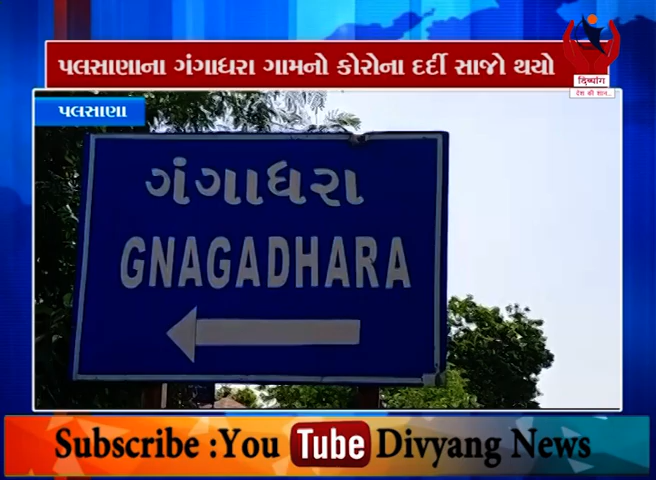 પલસાણાના ગંગાધરા ગામનો કોરોના દર્દી સાજો થયો
दिव्यांग
देश की शान..
પલસાણા
ગંગાધરા
GNAGADHARA
Subscribe :You Tube Divyang News